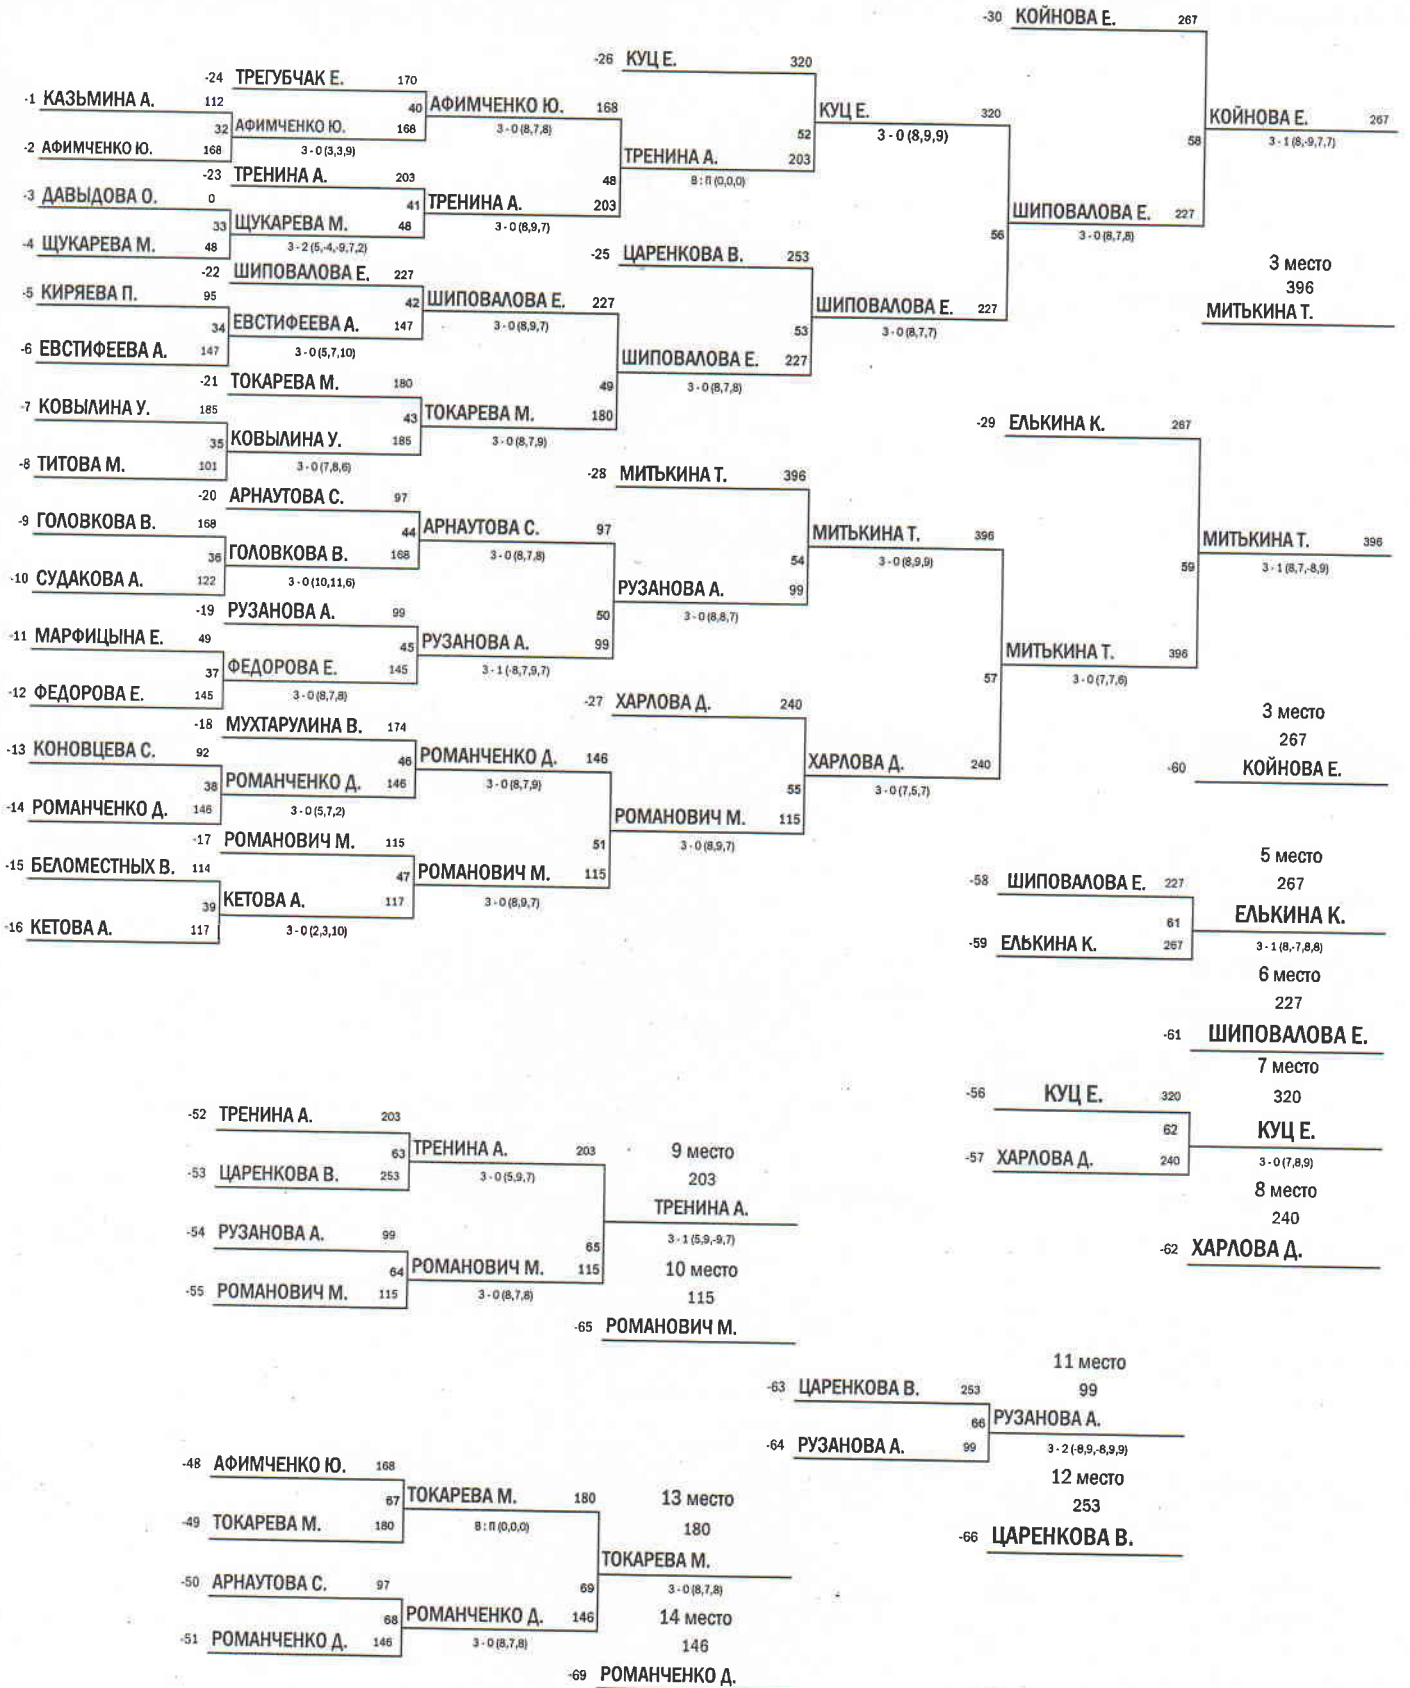 -30 КОЙНОВА Е. 267
-26 КУЦ Е. 320
-24 ТРЕГУБЧАК Е. 170
-1 КАЗЬМИНА А. 112
40 АФИМЧЕНКО Ю. 168
КУЦ Е. 320
КОЙНОВА Е. 267
32 АФИМЧЕНКО Ю. 168
3 - 0 (8,7,8)
52 3 - 0 (8,9,9)
58 3 - 1 (8,-9,7,7)
-2 АФИМЧЕНКО Ю. 168
3 - 0 (3,3,9)
ТРЕНИНА А. 203
-23 ТРЕНИНА А. 203
48 В : П (0,0,0)
-3 ДАВЫДОВА О. 0
41 ТРЕНИНА А. 203
33 ЩУКАРЕВА М. 48
3 - 0 (8,9,7)
ШИПОВАЛОВА Е. 227
-4 ЩУКАРЕВА М. 48
3 - 2 (5,-4,-9,7,2)
56 3 - 0 (8,7,8)
-25 ЦАРЕНКОВА В. 253
3 место
-22 ШИПОВАЛОВА Е. 227
396
-5 КИРЯЕВА П. 95
42 ШИПОВАЛОВА Е. 227
ШИПОВАЛОВА Е. 227
МИТЬКИНА Т.
34 ЕВСТИФЕЕВА А. 147
3 - 0 (8,9,7)
53 3 - 0 (8,7,7)
-6 ЕВСТИФЕЕВА А. 147
3 - 0 (5,7,10)
ШИПОВАЛОВА Е. 227
-21 ТОКАРЕВА М. 180
49 3 - 0 (8,7,8)
-7 КОВЫЛИНА У. 185
43 ТОКАРЕВА М. 180
-29 ЕЛЬКИНА К. 267
35 КОВЫЛИНА У. 185
3 - 0 (8,7,9)
-8 ТИТОВА М. 101
3 - 0 (7,8,6)
-28 МИТЬКИНА Т. 396
-20 АРНАУТОВА С. 97
-9 ГОЛОВКОВА В. 168
44 АРНАУТОВА С. 97
МИТЬКИНА Т. 396
МИТЬКИНА Т. 396
36 ГОЛОВКОВА В. 168
3 - 0 (8,7,8)
54 3 - 0 (8,9,9)
59 3 - 1 (8,7,-8,9)
-10 СУДАКОВА А. 122
3 - 0 (10,11,6)
РУЗАНОВА А. 99
-19 РУЗАНОВА А. 99
50 3 - 0 (8,8,7)
-11 МАРФИЦЫНА Е. 49
45 РУЗАНОВА А. 99
МИТЬКИНА Т. 396
37 ФЕДОРОВА Е. 145
3 - 1 (-8,7,9,7)
57 3 - 0 (7,7,6)
-12 ФЕДОРОВА Е. 145
3 - 0 (8,7,8)
-27 ХАРЛОВА Д. 240
-18 МУХТАРУЛИНА В. 174
3 место
-13 КОНОВЦЕВА С. 92
46 РОМАНЧЕНКО Д. 146
ХАРЛОВА Д. 240
267
38 РОМАНЧЕНКО Д. 146
3 - 0 (8,7,9)
55 3 - 0 (7,5,7)
-60 КОЙНОВА Е.
-14 РОМАНЧЕНКО Д. 146
3 - 0 (5,7,2)
РОМАНОВИЧ М. 115
-17 РОМАНОВИЧ М. 115
51 3 - 0 (8,9,7)
-15 БЕЛОМЕСТНЫХ В. 114
47 РОМАНОВИЧ М. 115
5 место
39 КЕТОВА А. 117
3 - 0 (8,9,7)
-58 ШИПОВАЛОВА Е. 227
267
-16 КЕТОВА А. 117
3 - 0 (2,3,10)
61 ЕЛЬКИНА К.
-59 ЕЛЬКИНА К. 267
3 - 1 (8,-7,8,8)
6 место
227
-61 ШИПОВАЛОВА Е.
7 место
-56 КУЦ Е. 320
320
-52 ТРЕНИНА А. 203
62 КУЦ Е.
63 ТРЕНИНА А. 203
9 место
-57 ХАРЛОВА Д. 240
3 - 0 (7,8,9)
-53 ЦАРЕНКОВА В. 253
3 - 0 (5,9,7)
203
8 место
ТРЕНИНА А.
240
-54 РУЗАНОВА А. 99
65 3 - 1 (5,9,-9,7)
-62 ХАРЛОВА Д.
64 РОМАНОВИЧ М. 115
10 место
-55 РОМАНОВИЧ М. 115
3 - 0 (8,7,8)
115
-65 РОМАНОВИЧ М.
11 место
-63 ЦАРЕНКОВА В. 253
99
66 РУЗАНОВА А.
-64 РУЗАНОВА А. 99
3 - 2 (-8,9,-8,9,9)
-48 АФИМЧЕНКО Ю. 168
12 место
67 ТОКАРЕВА М. 180
13 место
253
-49 ТОКАРЕВА М. 180
В : П (0,0,0)
180
-66 ЦАРЕНКОВА В.
ТОКАРЕВА М.
-50 АРНАУТОВА С. 97
69 3 - 0 (8,7,8)
68 РОМАНЧЕНКО Д. 146
14 место
-51 РОМАНЧЕНКО Д. 146
3 - 0 (8,7,8)
146
-69 РОМАНЧЕНКО Д.